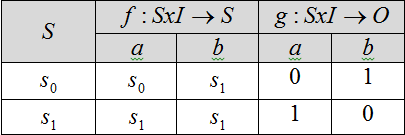 S f : SxI → S g : SxI → O
a b a b
s₀ s₀ s₁ 0 1
s₁ s₁ s₁ 1 0